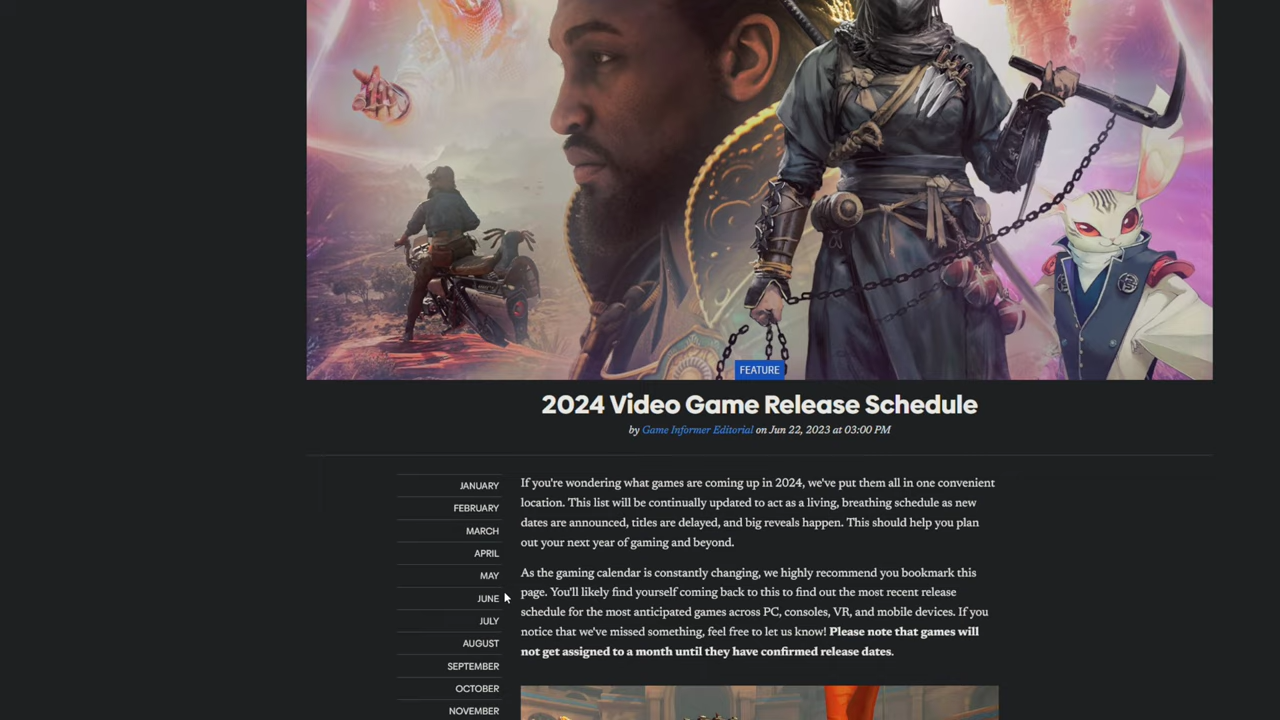 FEATURE
2024 Video Game Release Schedule
by Game Informer Editorial on Jun 22, 2023 at 03:00 PM
JANUARY
FEBRUARY
MARCH
APRIL
MAY
JUNE
JULY
AUGUST
SEPTEMBER
OCTOBER
NOVEMBER
If you're wondering what games are coming up in 2024, we've put them all in one convenient
location. This list will be continually updated to act as a living, breathing schedule as new
dates are announced, titles are delayed, and big reveals happen. This should help you plan
out your next year of gaming and beyond.
As the gaming calendar is constantly changing, we highly recommend you bookmark this
page. You'll likely find yourself coming back to this to find out the most recent release
schedule for the most anticipated games across PC, consoles, VR, and mobile devices. If you
notice that we've missed something, feel free to let us know! Please note that games will
not get assigned to a month until they have confirmed release dates.